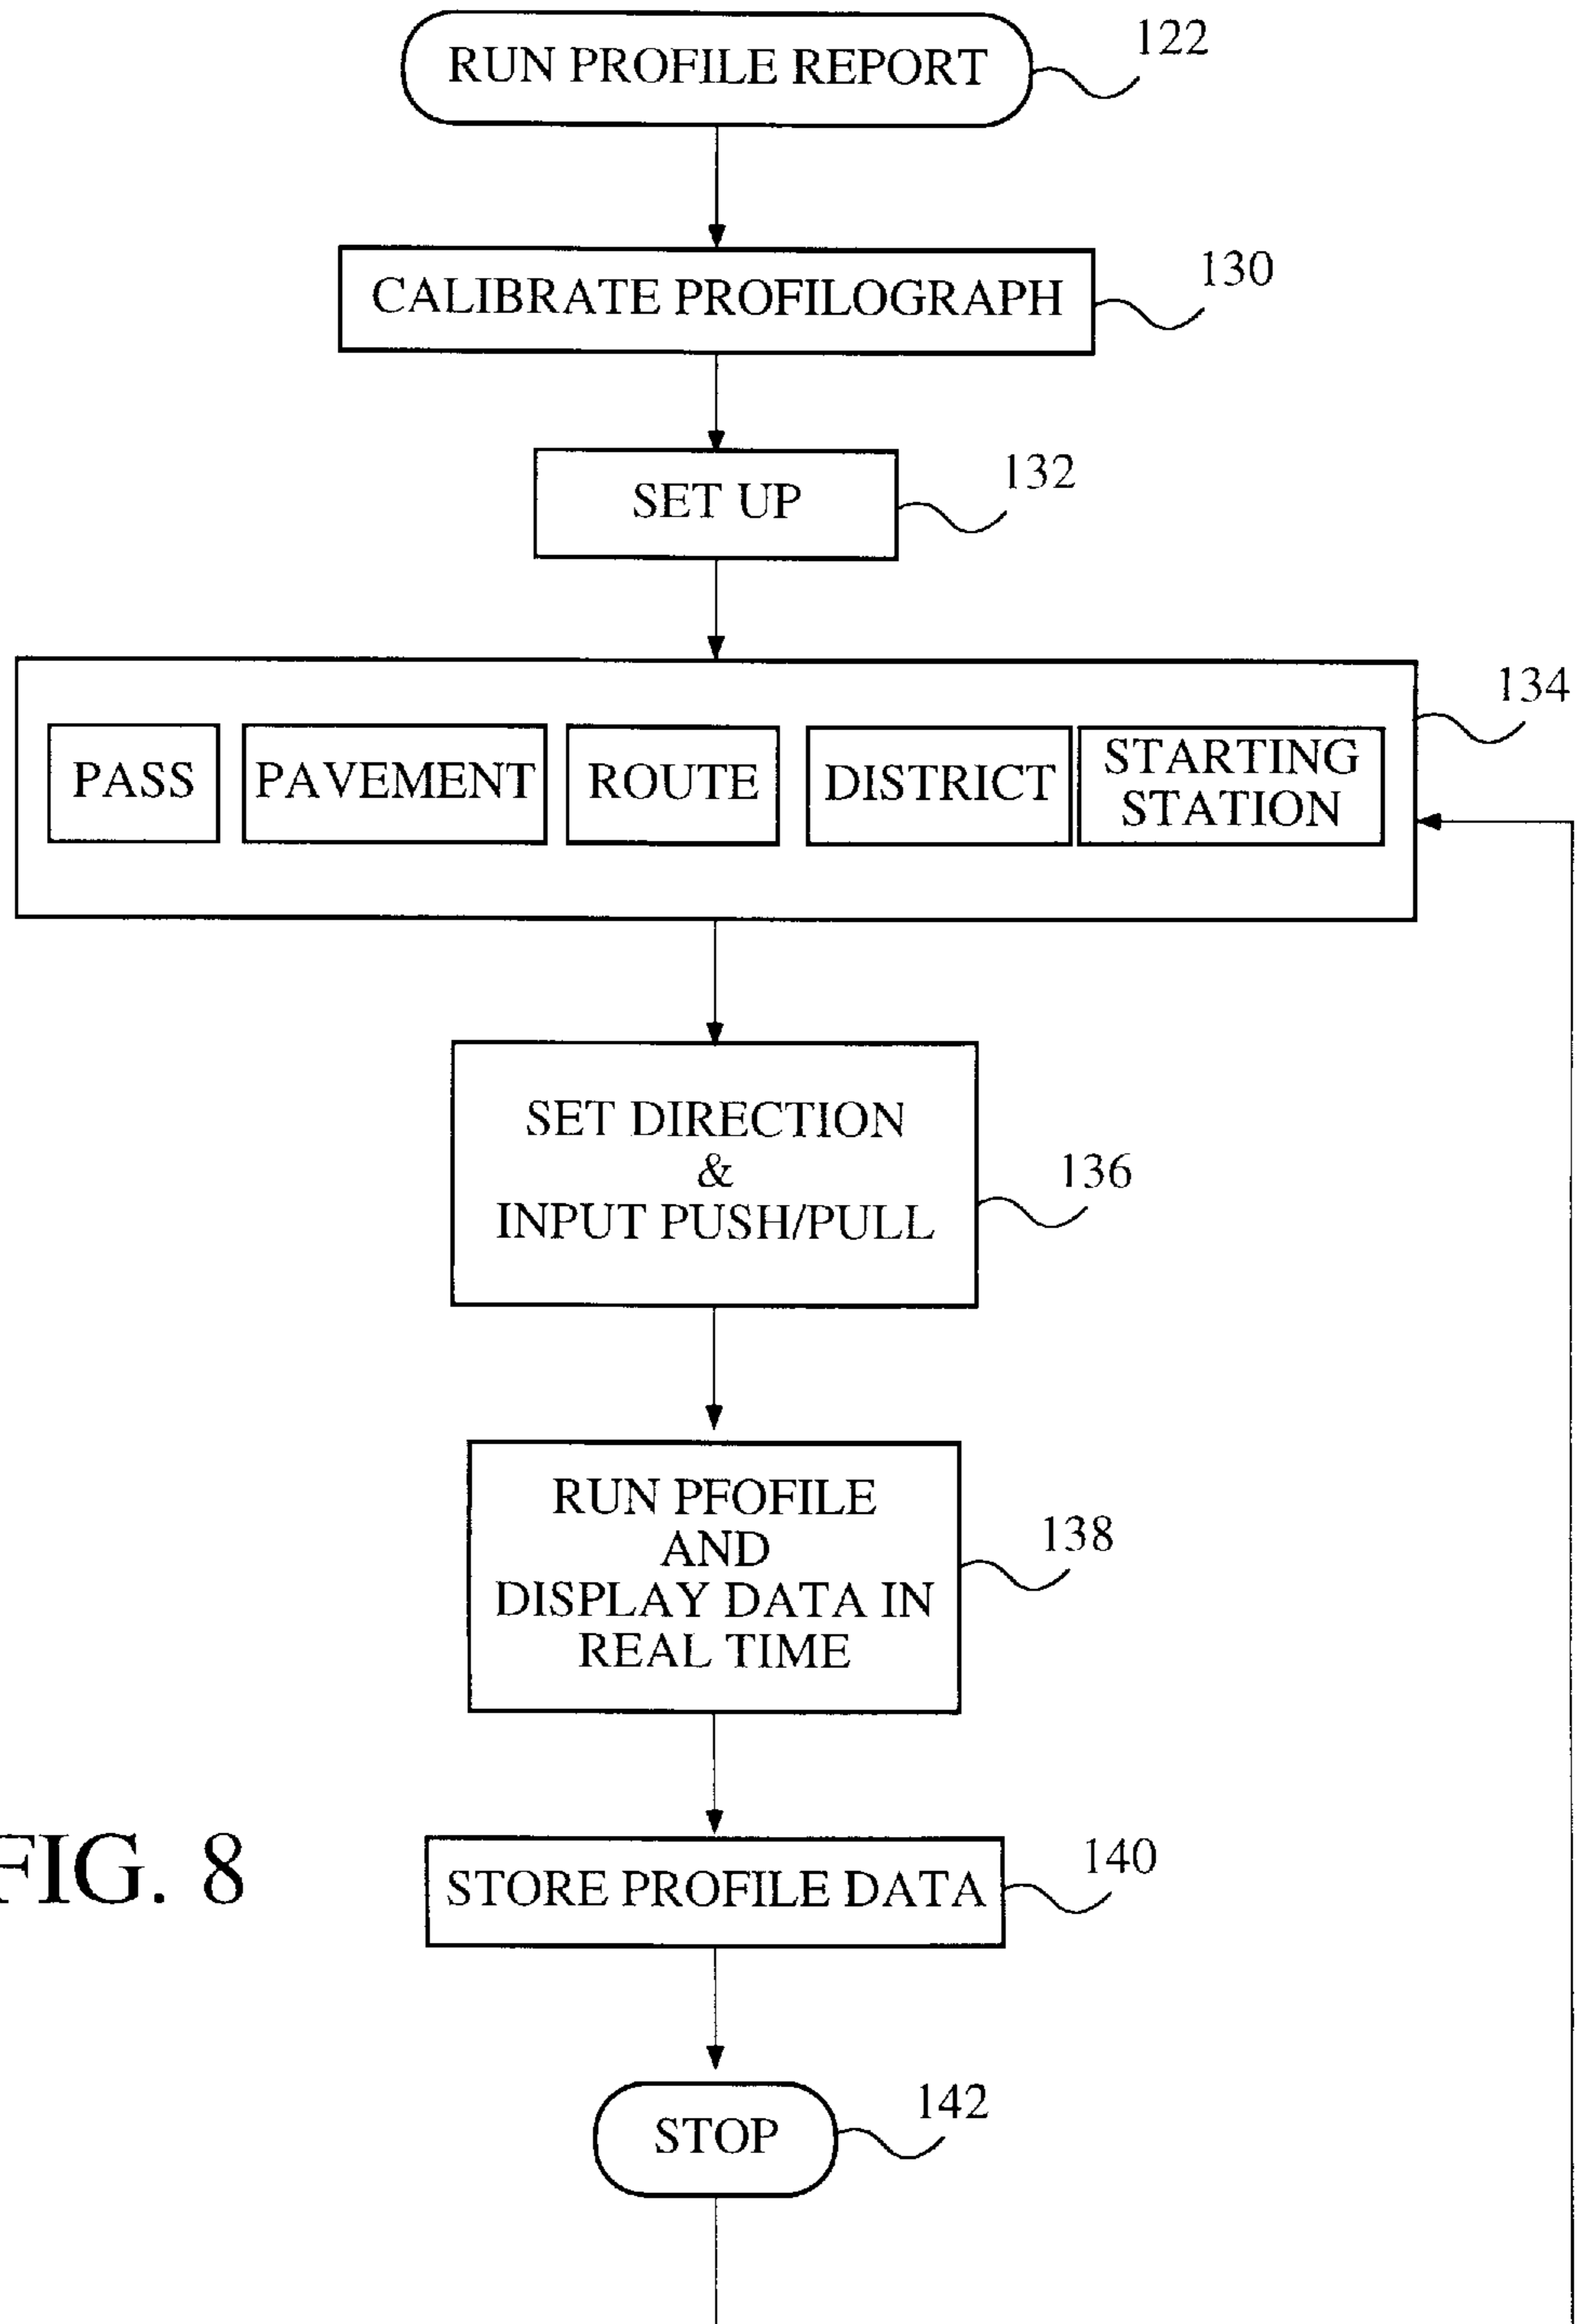 RUN PROFILE REPORT
122
CALIBRATE PROFILOGRAPH
130
SET UP
132
134
PASS
PAVEMENT
ROUTE
DISTRICT
STARTING
STATION
SET DIRECTION
&
INPUT PUSH/PULL
136
RUN PFOFILE
AND
DISPLAY DATA IN
REAL TIME
138
FIG. 8
STORE PROFILE DATA
140
STOP
142